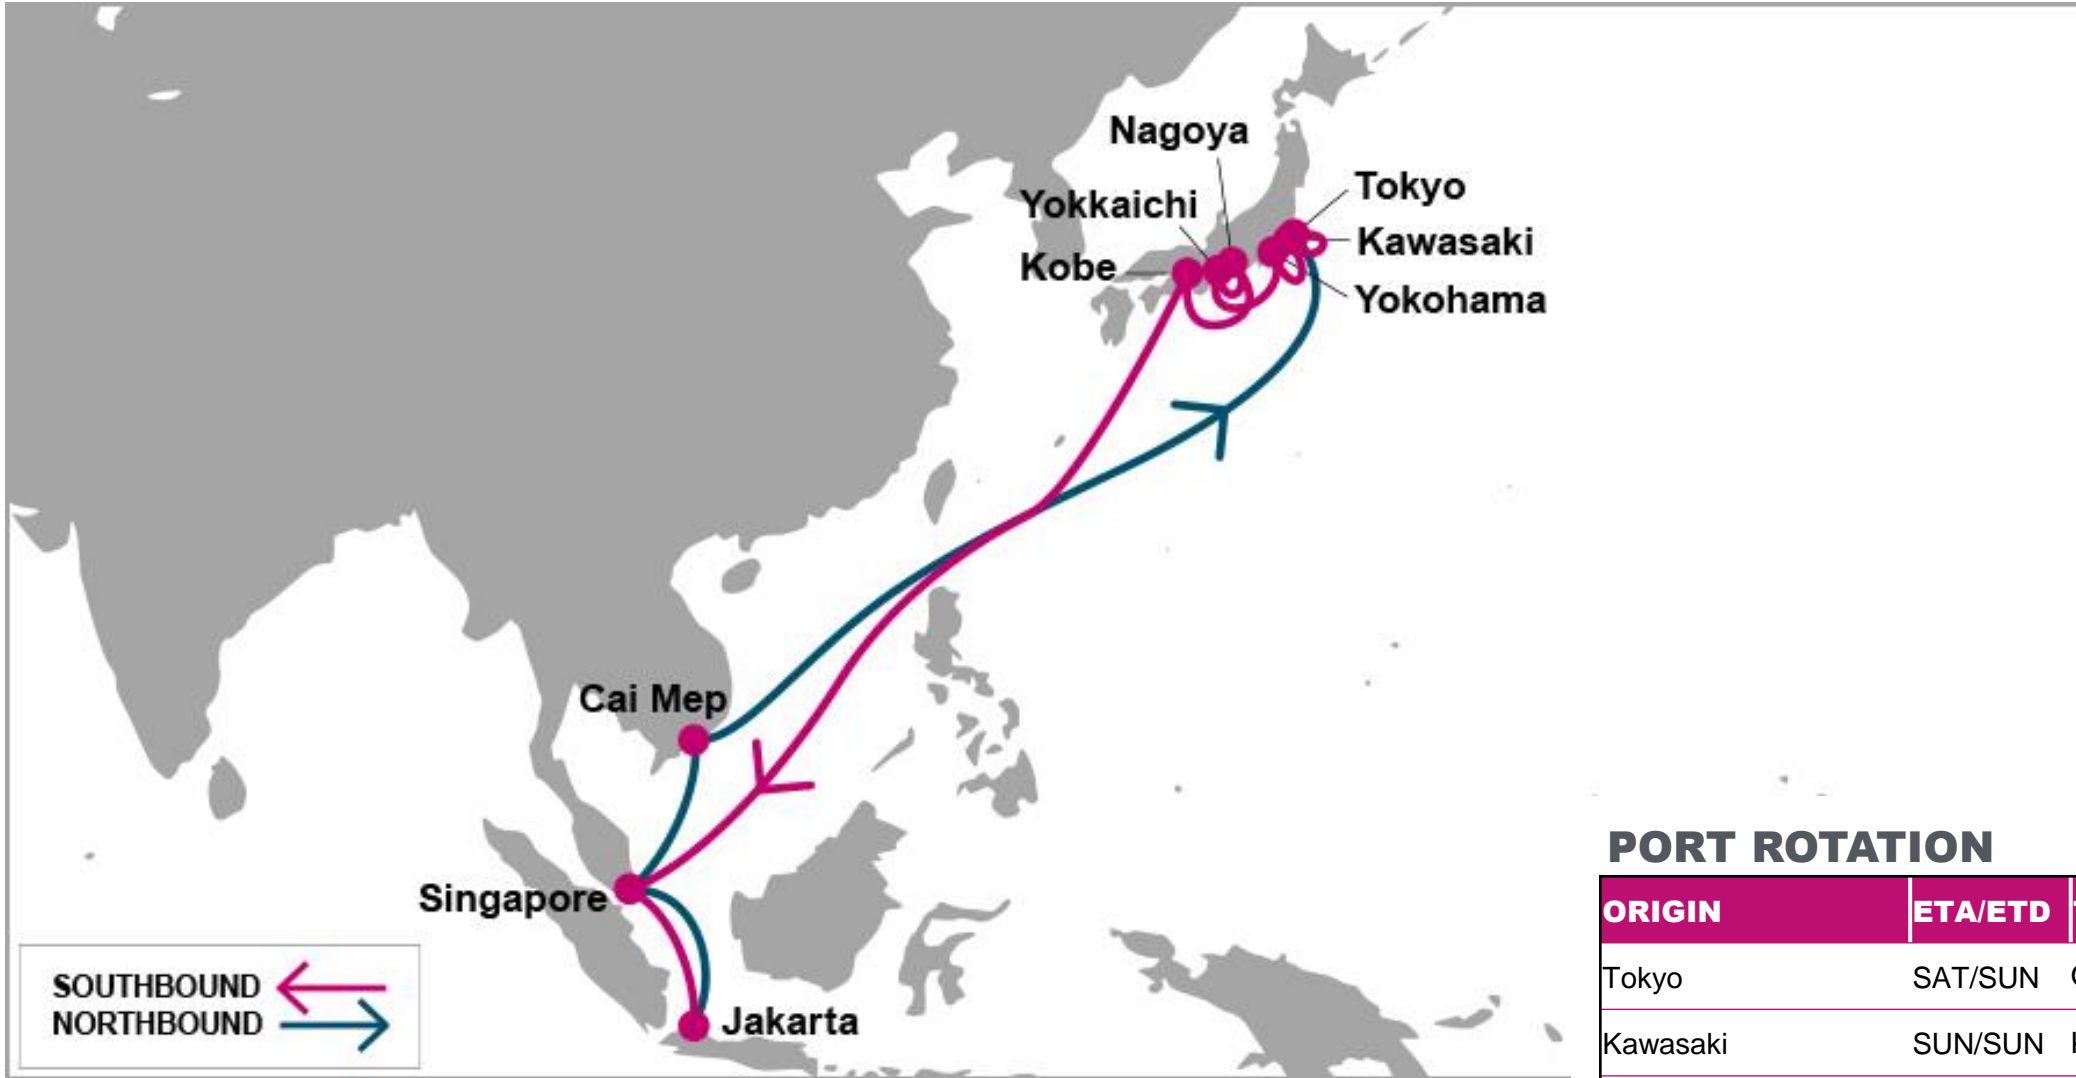 Nagoya
Tokyo
Yokkaichi
Kawasaki
Kobe
Yokohama
Cai Mep
Singapore
Jakarta
SOUTHBOUND
NORTHBOUND
PORT ROTATION
ORIGIN ETA/ETD
Tokyo SAT/SUN
Kawasaki SUN/SUN